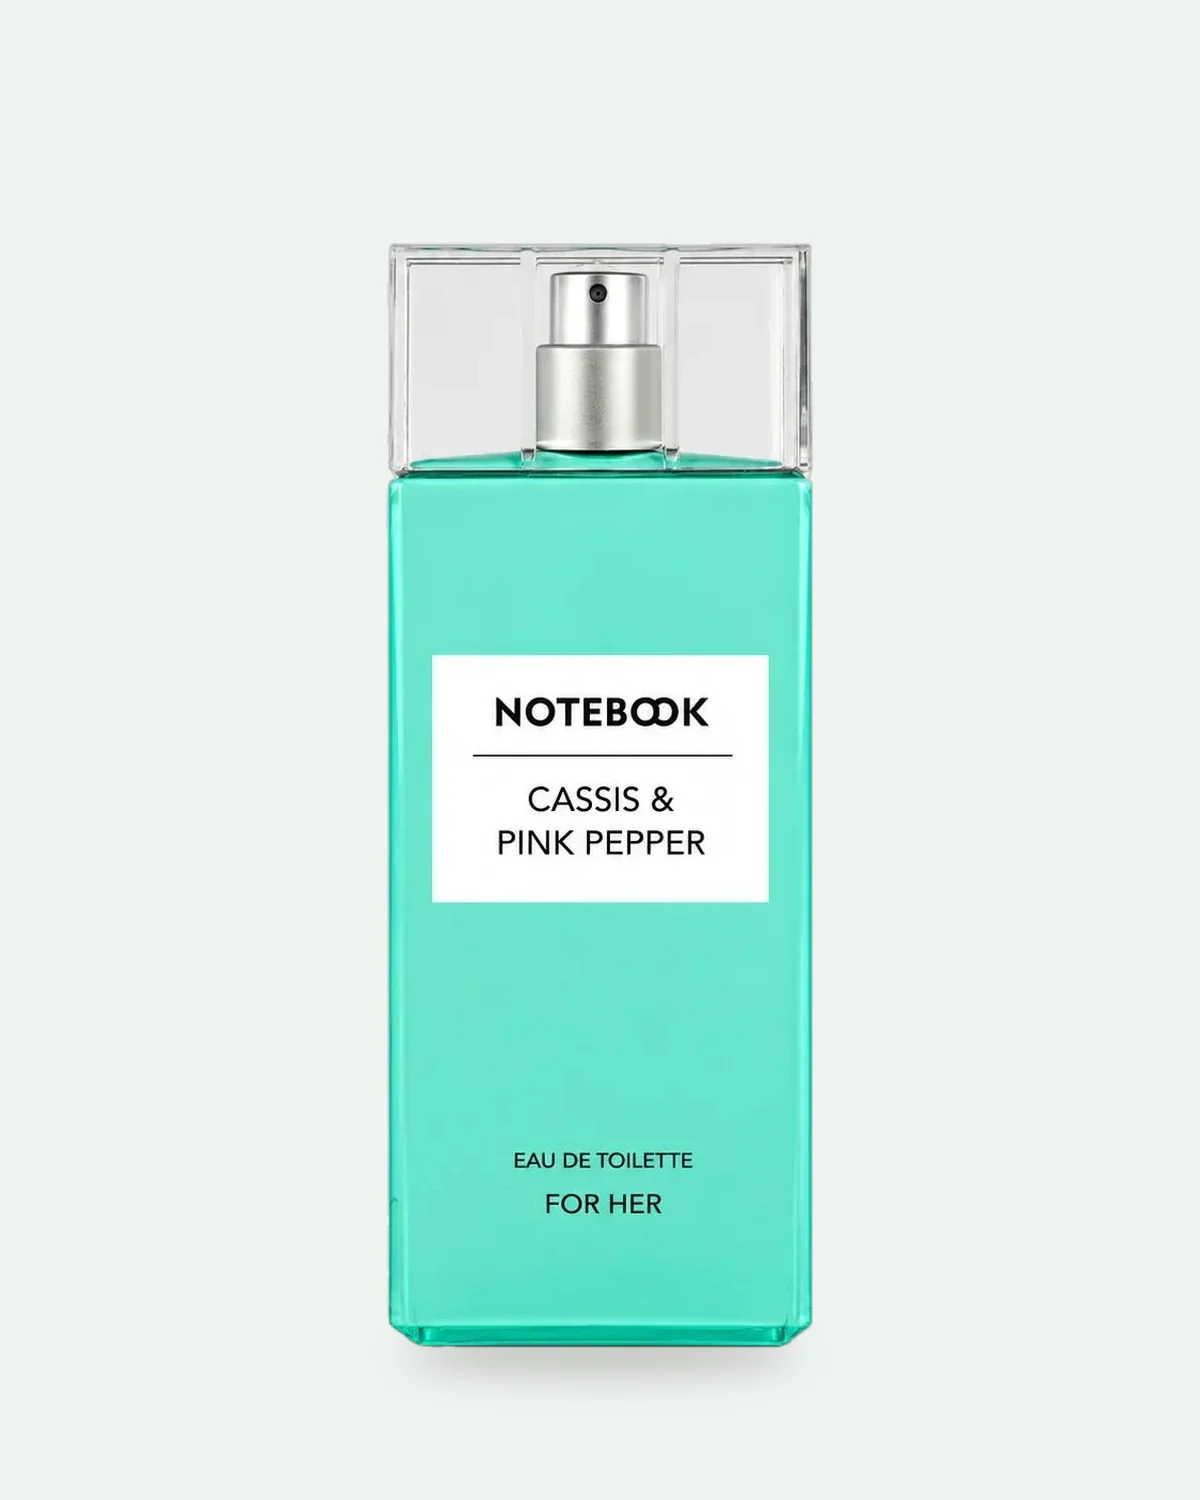 NOTEBOOK
CASSIS &
PINK PEPPER
EAU DE TOILETTE
FOR HER